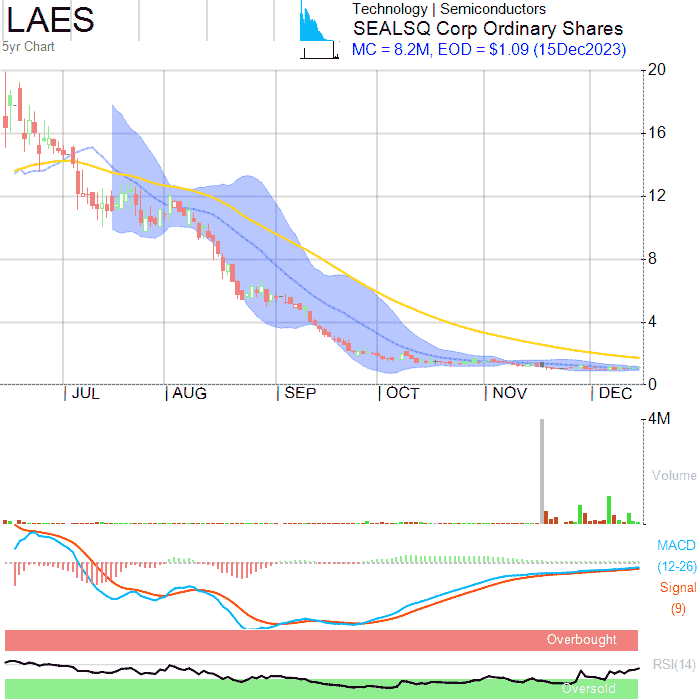 LAES
5yr Chart
Technology | Semiconductors
SEALSQ Corp Ordinary Shares
MC = 8.2M, EOD = $1.09 (15Dec2023)
20
16
12
8
4
0
JUL AUG SEP OCT NOV DEC
4M
Volume
MACD
(12-26)
Signal
(9)
Overbought
RSI(14)
Oversold